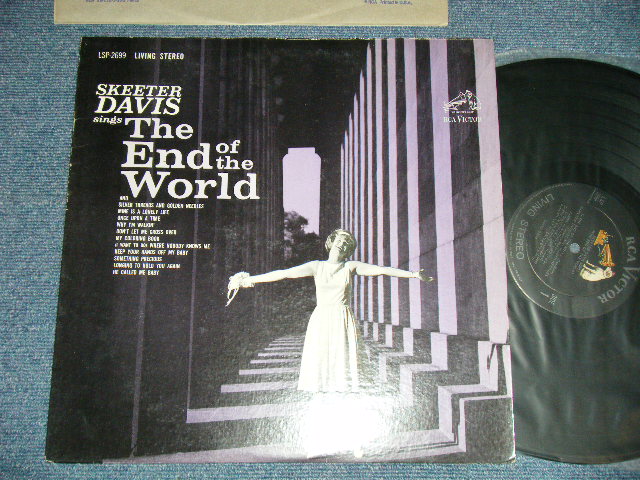 LSP-2699 LIVING STEREO
SKEETER
DAVIS
sings The
End of
the
World
AND
SILVER THREADS AND GOLDEN NEEDLES
MINE IS A LONELY LIFE
ONCE UPON A TIME
WHY I'M WALKIN'
DON'T LET ME CROSS OVER
MY COLORING BOOK
(I WANT TO GO) WHERE NOBODY KNOWS ME
KEEP YOUR HANDS OFF MY BABY
SOMETHING PRECIOUS
LONGING TO HOLD YOU AGAIN
HE CALLED ME BABY
RCA VICTOR
LIVING STEREO
RCA VICTOR